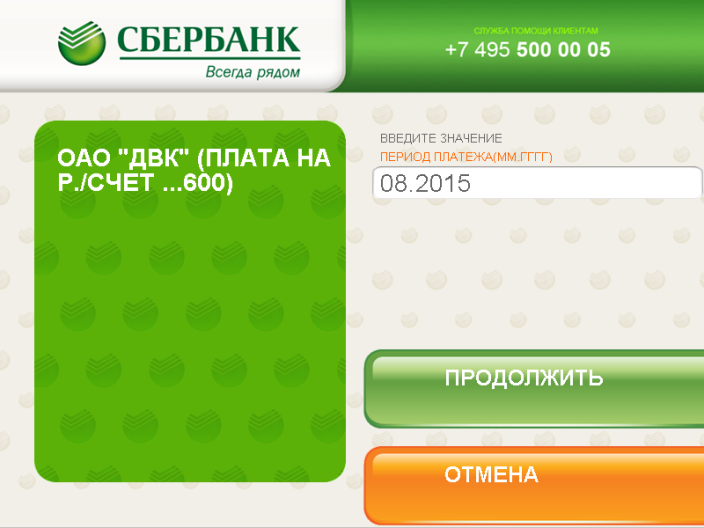 СБЕРБАНК
Всегда рядом
СЛУЖБА ПОМОЩИ КЛИЕНТАМ
+7 495 500 00 05
ОАО "ДВК" (ПЛАТА НА
Р./СЧЕТ ...600)
ВВЕДИТЕ ЗНАЧЕНИЕ
ПЕРИОД ПЛАТЕЖА(ММ.ГГГГ)
08.2015
ПРОДОЛЖИТЬ
ОТМЕНА